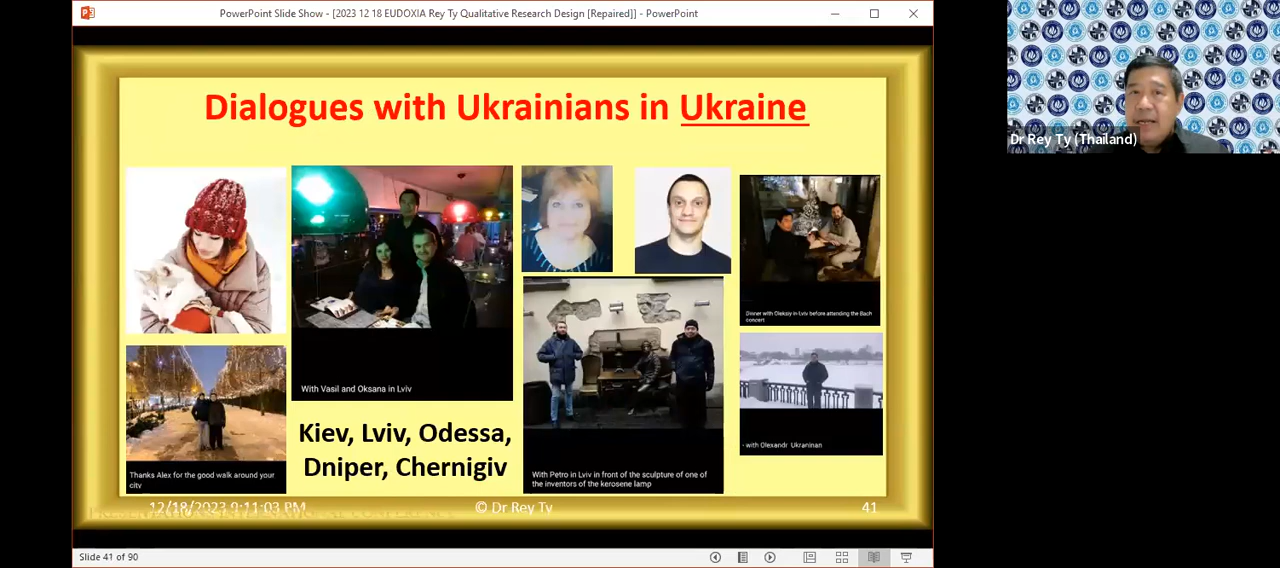 PowerPoint Slide Show - [2023 12 18 EUDOXIA Rey Ty Qualitative Research Design [Repaired]] - PowerPoint
Dr Rey Ty (Thailand)
Dialogues with Ukrainians in Ukraine
With Vasil and Oksana in Lviv
Dinner with Oleksiy in Lviv before attending the Bach
concert
Thanks Alex for the good walk around your
city
Kiev, Lviv, Odessa,
Dniper, Chernigiv
With Petro in Lviv in front of the sculpture of one of
the inventors of the kerosene lamp
- with Olexandr Ukraninan
12/18/2023 9:11:03 PM
© Dr Rey Ty
41
PRESENTATIONS INTERNATIONAL CONFERENCE
Slide 41 of 90